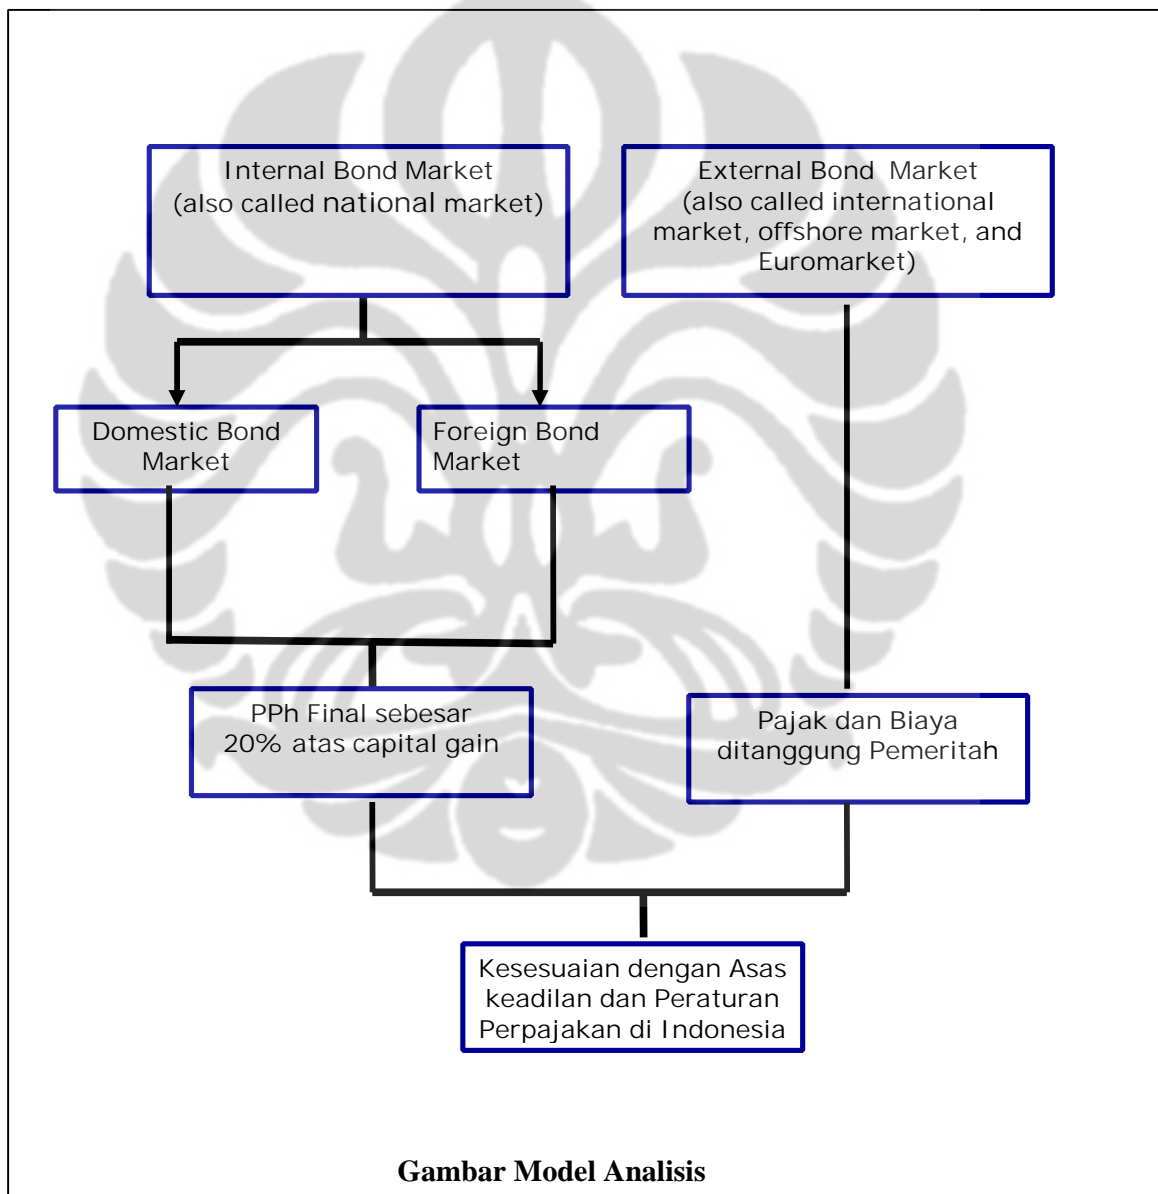 Internal Bond Market
(also called national market)
External Bond Market
(also called international
market, offshore market, and
Euromarket)
Domestic Bond
Market
Foreign Bond
Market
PPh Final sebesar
20% atas capital gain
Pajak dan Biaya
ditanggung Pemeritah
Kesesuaian dengan Asas
keadilan dan Peraturan
Perpajakan di Indonesia
Gambar Model Analisis